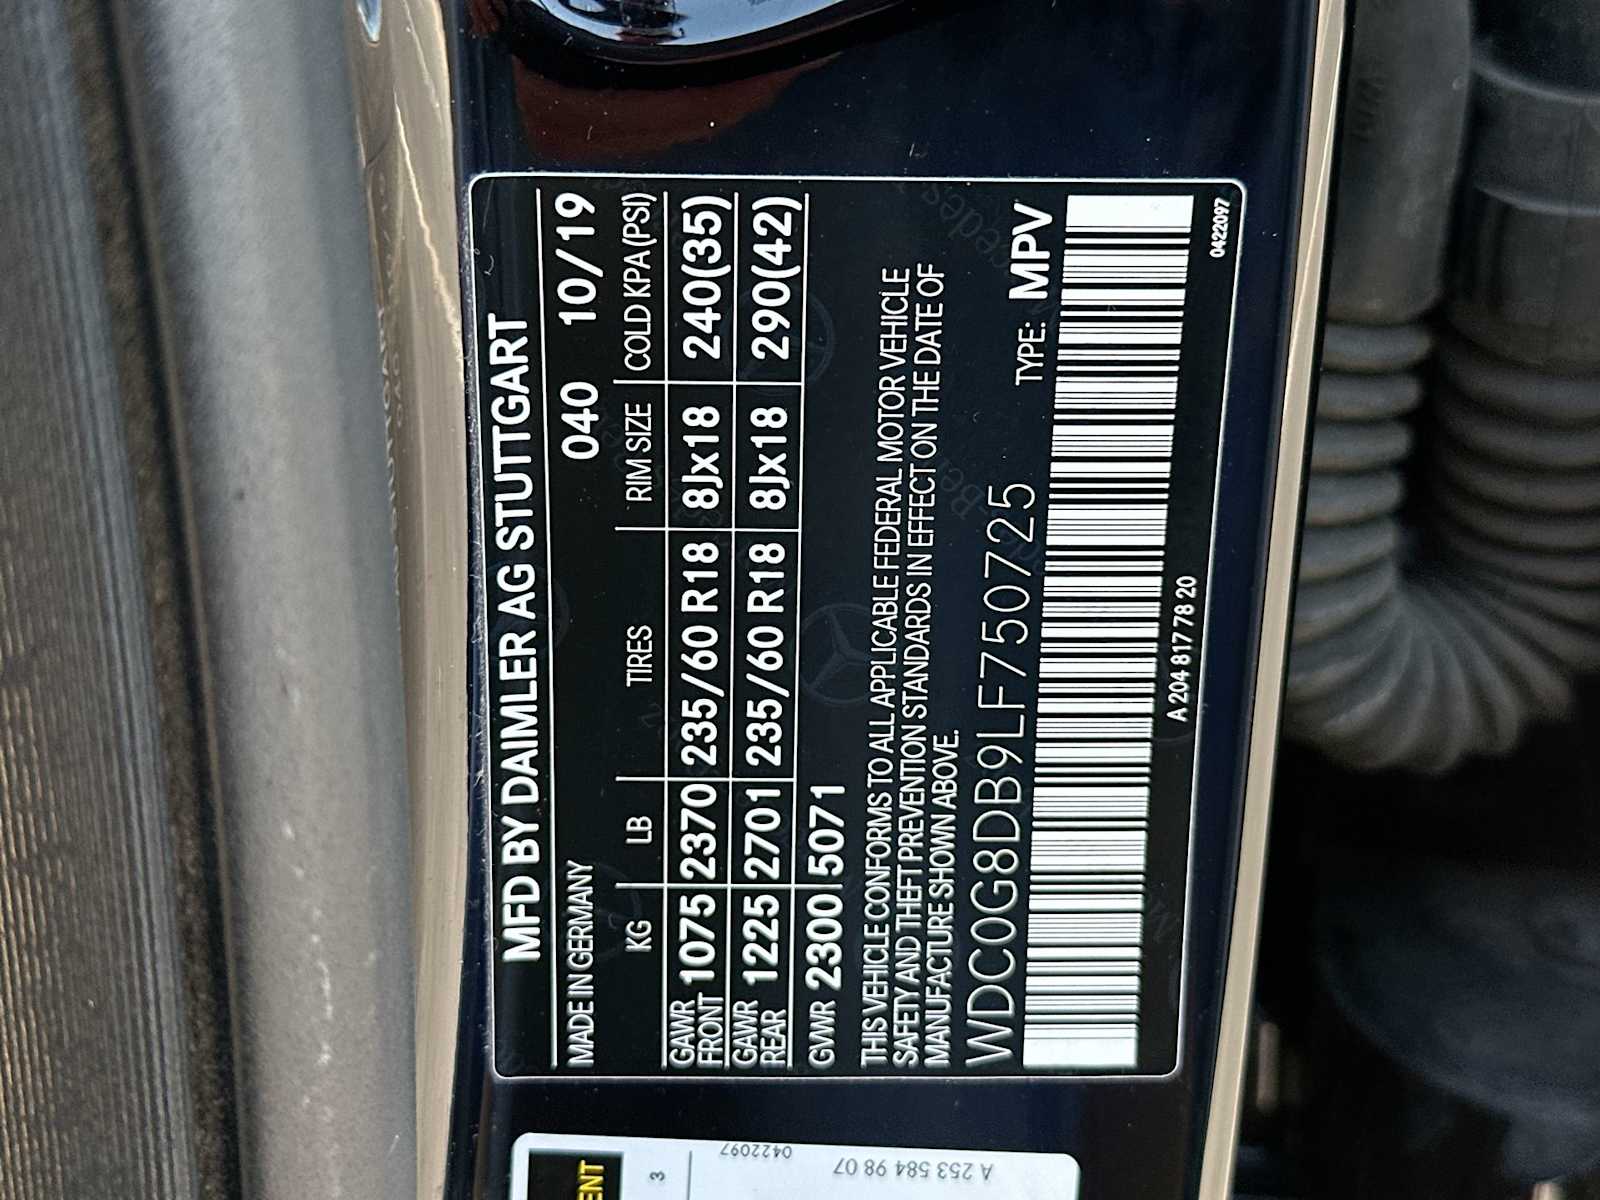 MFD BY DAIMLER AG STUTTGART
MADE IN GERMANY 040 10/19
KG LB TIRES RIM SIZE COLD KPA (PSI)
GAWR FRONT 1075 2370 235/60 R18 8Jx18 240(35)
GAWR REAR 1225 2701 235/60 R18 8Jx18 290(42)
GVWR 2300 5071
THIS VEHICLE CONFORMS TO ALL APPLICABLE FEDERAL MOTOR VEHICLE
SAFETY AND THEFT PREVENTION STANDARDS IN EFFECT ON THE DATE OF
MANUFACTURE SHOWN ABOVE.
WDC0G8DB9LF750725 TYPE: MPV
A 204 817 78 20
0422097
ENT
3
0422097
A 253 584 98 07